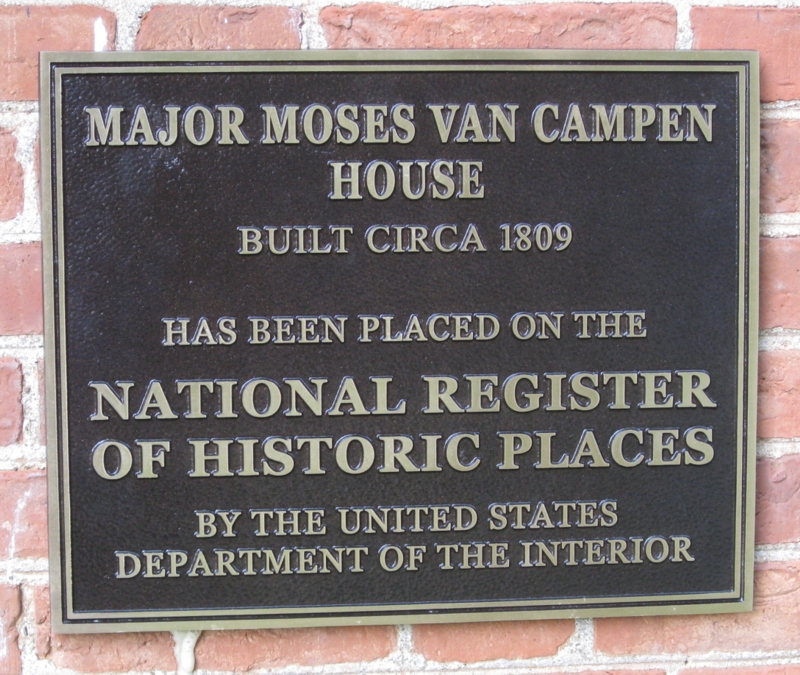 MAJOR MOSES VAN CAMPEN
HOUSE
BUILT CIRCA 1809
HAS BEEN PLACED ON THE
NATIONAL REGISTER
OF HISTORIC PLACES
BY THE UNITED STATES
DEPARTMENT OF THE INTERIOR